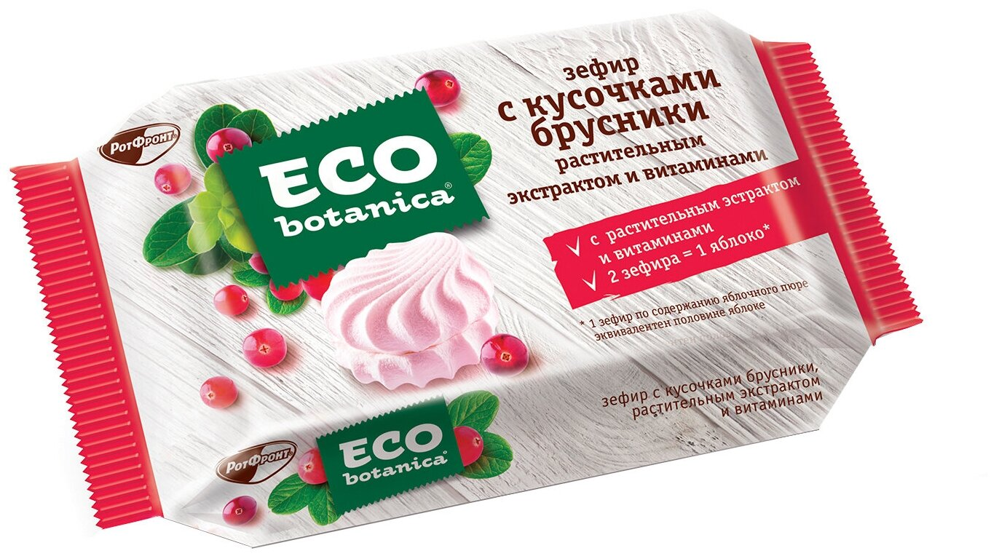 РотФронт®
ECO
botanica®
зефир
с кусочками
брусники
растительным
экстрактом и витаминами
с растительным эстрактом
и витаминами
2 зефира = 1 яблоко*
* 1 зефир по содержанию яблочного пюре
эквивалентен половине яблоке
РотФронт®
ECO
botanica®
зефир с кусочками брусники,
растительным экстрактом
и витаминами